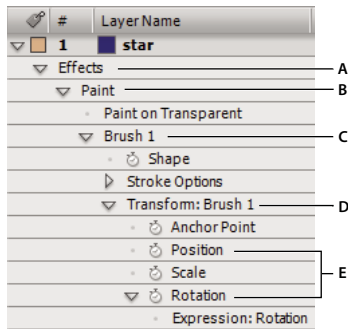 # Layer Name
1 star
Effects A
Paint B
Paint on Transparent
Brush 1 C
Shape
Stroke Options
Transform: Brush 1 D
Anchor Point
Position
Scale E
Rotation
Expression: Rotation